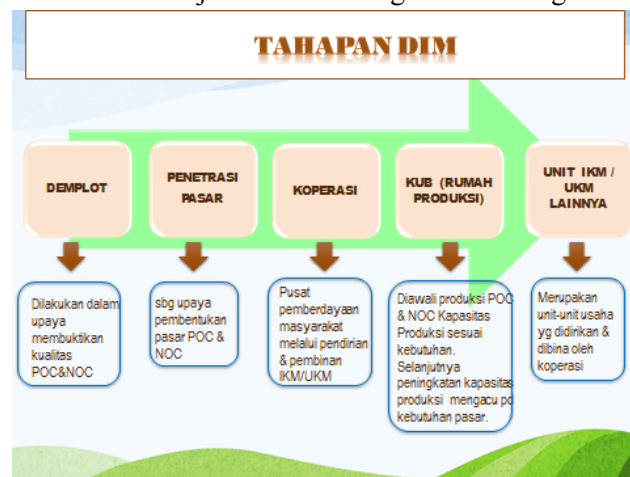 TAHAPAN DIM
DEMPLOT
PENETRASI
PASAR
KOPERASI
KUB (RUMAH
PRODUKSI)
UNIT IKM /
UKM
LAINNYA
Dilakukan dalam
upaya
membuktikan
kualitas
POC&NOC
sbg upaya
pembentukan
pasar POC &
NOC
Pusat
pemberdayaan
masyarakat
melalui pendirian
& pembinan
IKM/UKM
Diawali produksi POC
& NOC Kapasitas
Produksi sesuai
kebutuhan.
Selanjutnya
peningkatan kapasitas
produksi mengacu pd
kebutuhan pasar.
Merupakan
unit-unit usaha
yg didirikan &
dibina oleh
koperasi